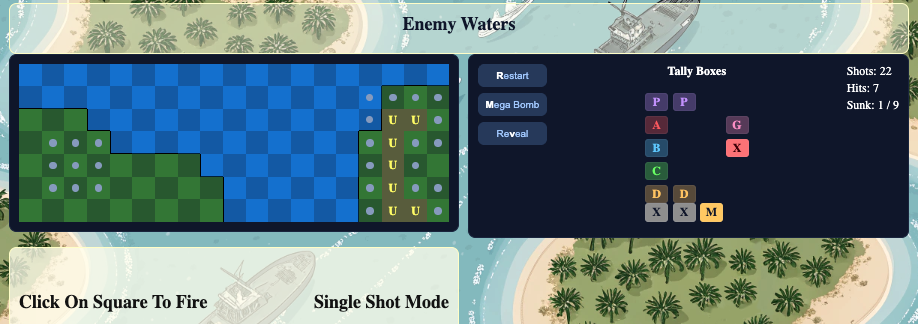 Enemy Waters
Restart
Mega Bomb
Reveal
Tally Boxes
Shots: 22
Hits: 7
Sunk: 1 / 9
P P
A G
B X
C
D D
X X M
U U
U
U
U
U U
Click On Square To Fire
Single Shot Mode